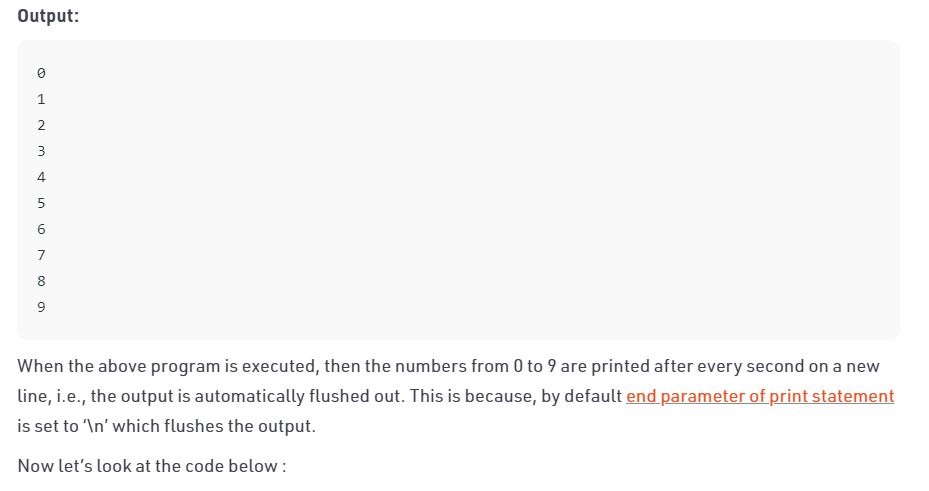 Output:
0
1
2
3
4
5
6
7
8
9
When the above program is executed, then the numbers from 0 to 9 are printed after every second on a new
line, i.e., the output is automatically flushed out. This is because, by default end parameter of print statement
is set to ‘\n’ which flushes the output.
Now let’s look at the code below :